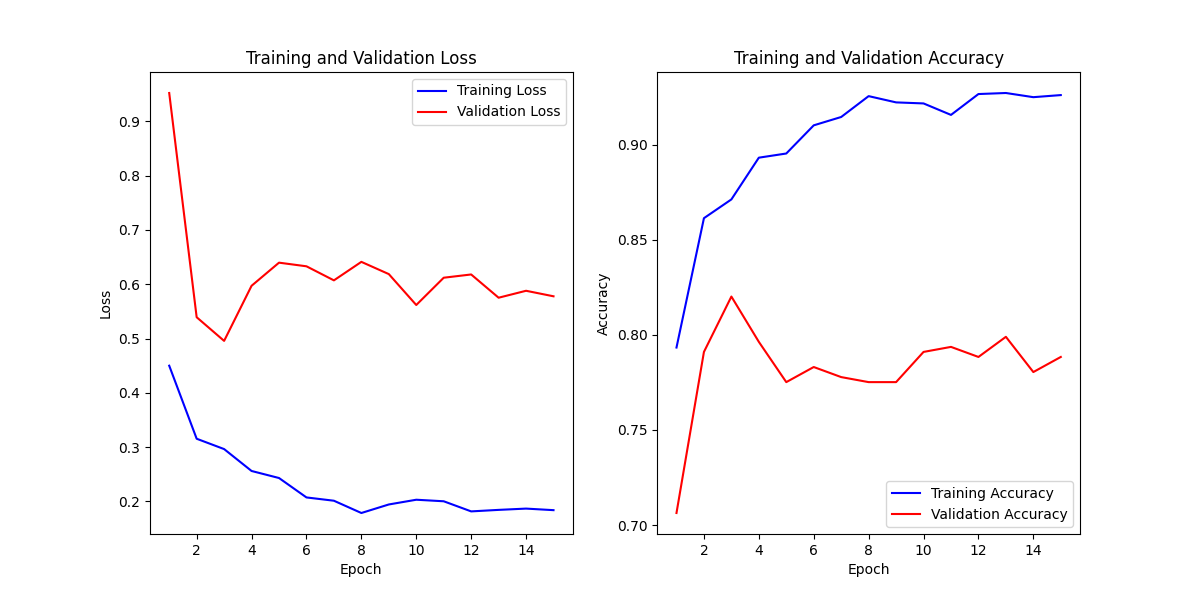 Training and Validation Loss
Training Loss
Validation Loss
0.9
0.8
0.7
0.6
0.5
0.4
0.3
0.2
Loss
2 4 6 8 10 12 14
Epoch
Training and Validation Accuracy
0.90
0.85
0.80
0.75
0.70
Accuracy
Training Accuracy
Validation Accuracy
2 4 6 8 10 12 14
Epoch